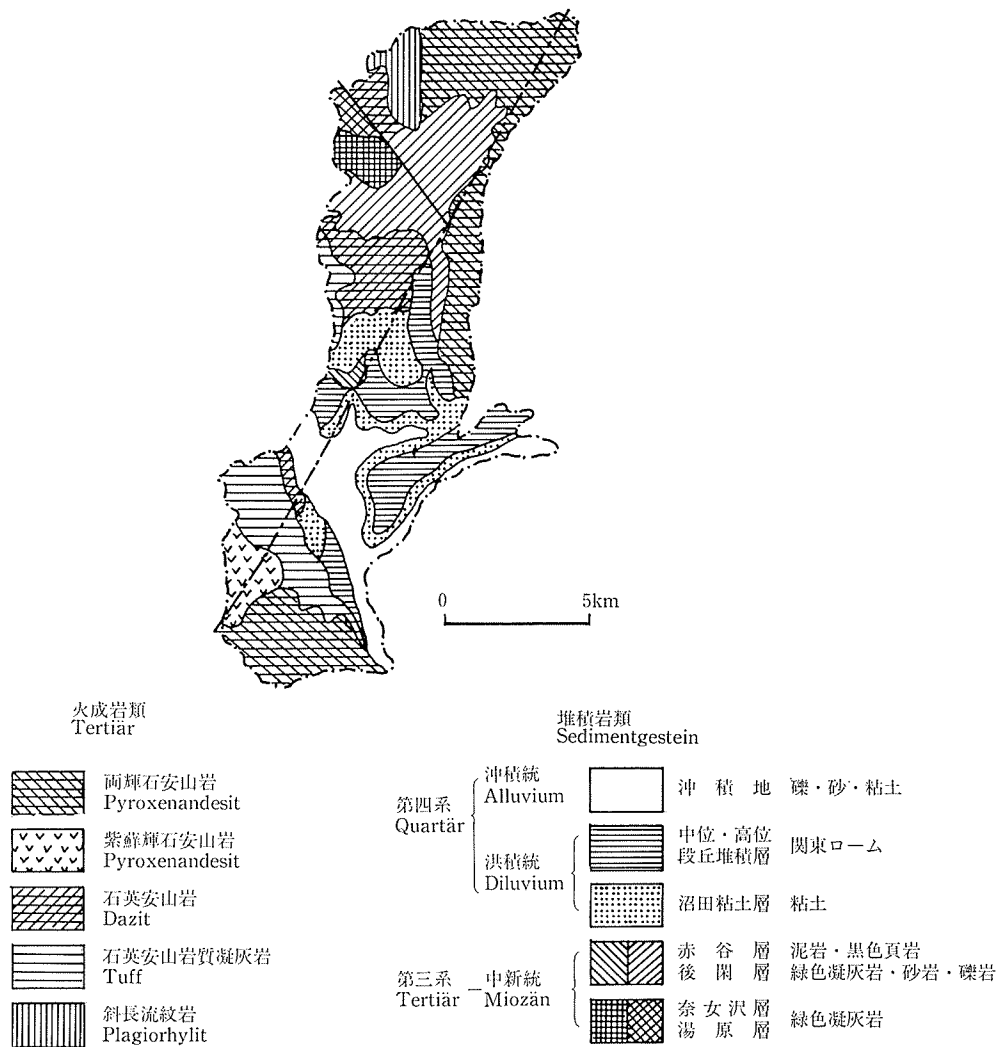 0 5km
火成岩類
Tertiär
両輝石安山岩
Pyroxenandesit
紫蘇輝石安山岩
Pyroxenandesit
石英安山岩
Dazit
石英安山岩質凝灰岩
Tuff
斜長流紋岩
Plagiorhylit
堆積岩類
Sedimentgestein
第四系
Quartär
沖積統
Alluvium
沖積地 礫・砂・粘土
洪積統
Diluvium
中位・高位
段丘堆積層
関東ローム
沼田粘土層 粘土
第三系
Tertiär
中新統
Miozän
赤谷層 泥岩・黒色頁岩
後閑層 緑色凝灰岩・砂岩・礫岩
奈女沢層
湯原層
緑色凝灰岩